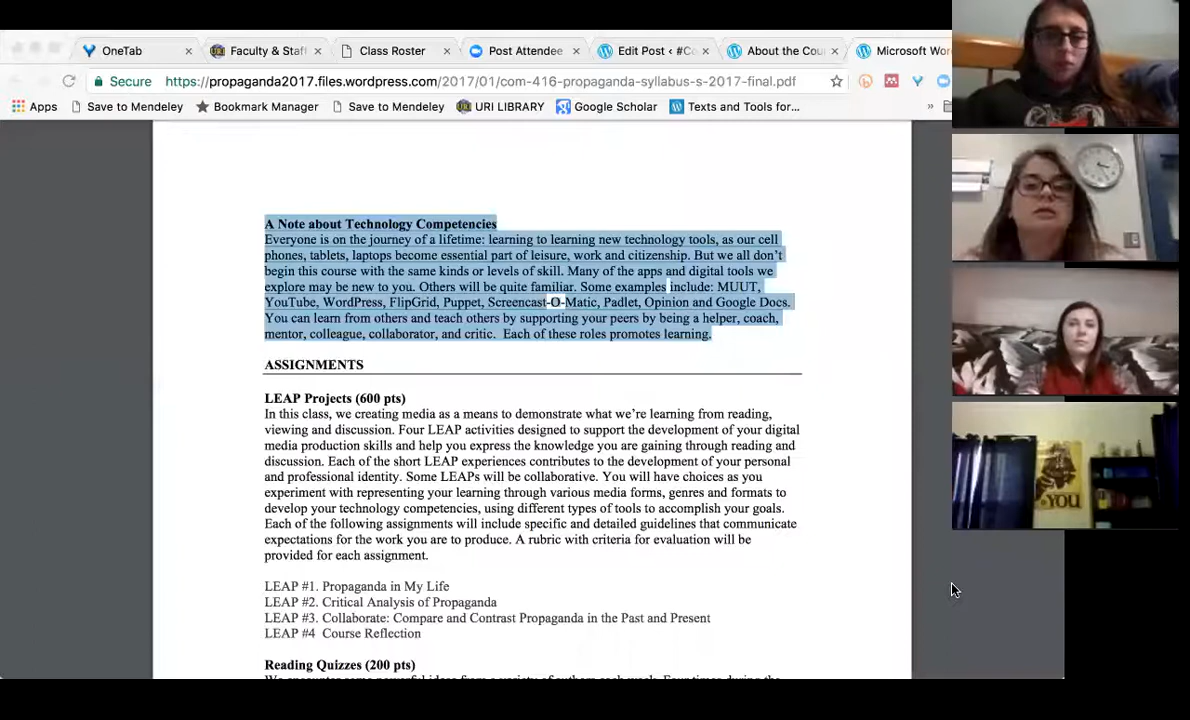 OneTab
Faculty & Staf
Class Roster
Post Attendee
Edit Post ‹ #Co
About the Cou
Microsoft Wor
Secure
https://propaganda2017.files.wordpress.com/2017/01/com-416-propaganda-syllabus-s-2017-final.pdf
Apps
Save to Mendeley
Bookmark Manager
Save to Mendeley
URI LIBRARY
Google Scholar
Texts and Tools for...
»
A Note about Technology Competencies
Everyone is on the journey of a lifetime: learning to learning new technology tools, as our cell
phones, tablets, laptops become essential part of leisure, work and citizenship. But we all don't
begin this course with the same kinds or levels of skill. Many of the apps and digital tools we
explore may be new to you. Others will be quite familiar. Some examples include: MUUT,
YouTube, WordPress, FlipGrid, Puppet, Screencast-O-Matic, Padlet, Opinion and Google Docs.
You can learn from others and teach others by supporting your peers by being a helper, coach,
mentor, colleague, collaborator, and critic.  Each of these roles promotes learning.
ASSIGNMENTS
LEAP Projects (600 pts)
In this class, we creating media as a means to demonstrate what we're learning from reading,
viewing and discussion. Four LEAP activities designed to support the development of your digital
media production skills and help you express the knowledge you are gaining through reading and
discussion. Each of the short LEAP experiences contributes to the development of your personal
and professional identity. Some LEAPs will be collaborative. You will have choices as you
experiment with representing your learning through various media forms, genres and formats to
develop your technology competencies, using different types of tools to accomplish your goals.
Each of the following assignments will include specific and detailed guidelines that communicate
expectations for the work you are to produce. A rubric with criteria for evaluation will be
provided for each assignment.
LEAP #1. Propaganda in My Life
LEAP #2. Critical Analysis of Propaganda
LEAP #3. Collaborate: Compare and Contrast Propaganda in the Past and Present
LEAP #4  Course Reflection
Reading Quizzes (200 pts)
YOU